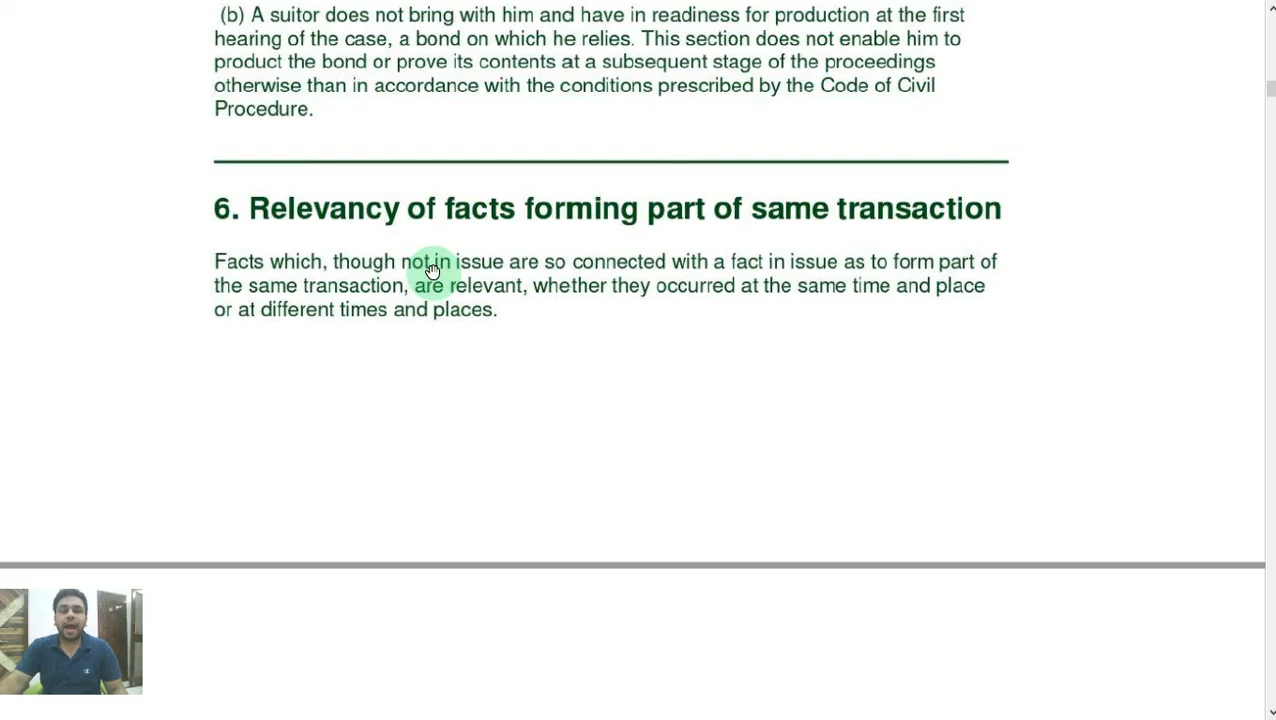 (b) A suitor does not bring with him and have in readiness for production at the first
hearing of the case, a bond on which he relies. This section does not enable him to
product the bond or prove its contents at a subsequent stage of the proceedings
otherwise than in accordance with the conditions prescribed by the Code of Civil
Procedure.
6. Relevancy of facts forming part of same transaction
Facts which, though not in issue are so connected with a fact in issue as to form part of
the same transaction, are relevant, whether they occurred at the same time and place
or at different times and places.